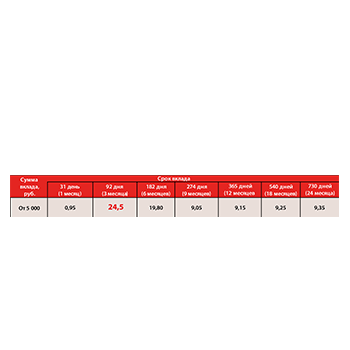 Сумма вклада, руб. Срок вклада
31 день 92 дня 182 дня 274 дня 365 дней 540 дней 730 дней
(1 месяц) (3 месяца) (6 месяцев) (9 месяцев) (12 месяцев (18 месяцев) (24 месяца)
От 5 000 0,95 24,5 19,80 9,05 9,15 9,25 9,35